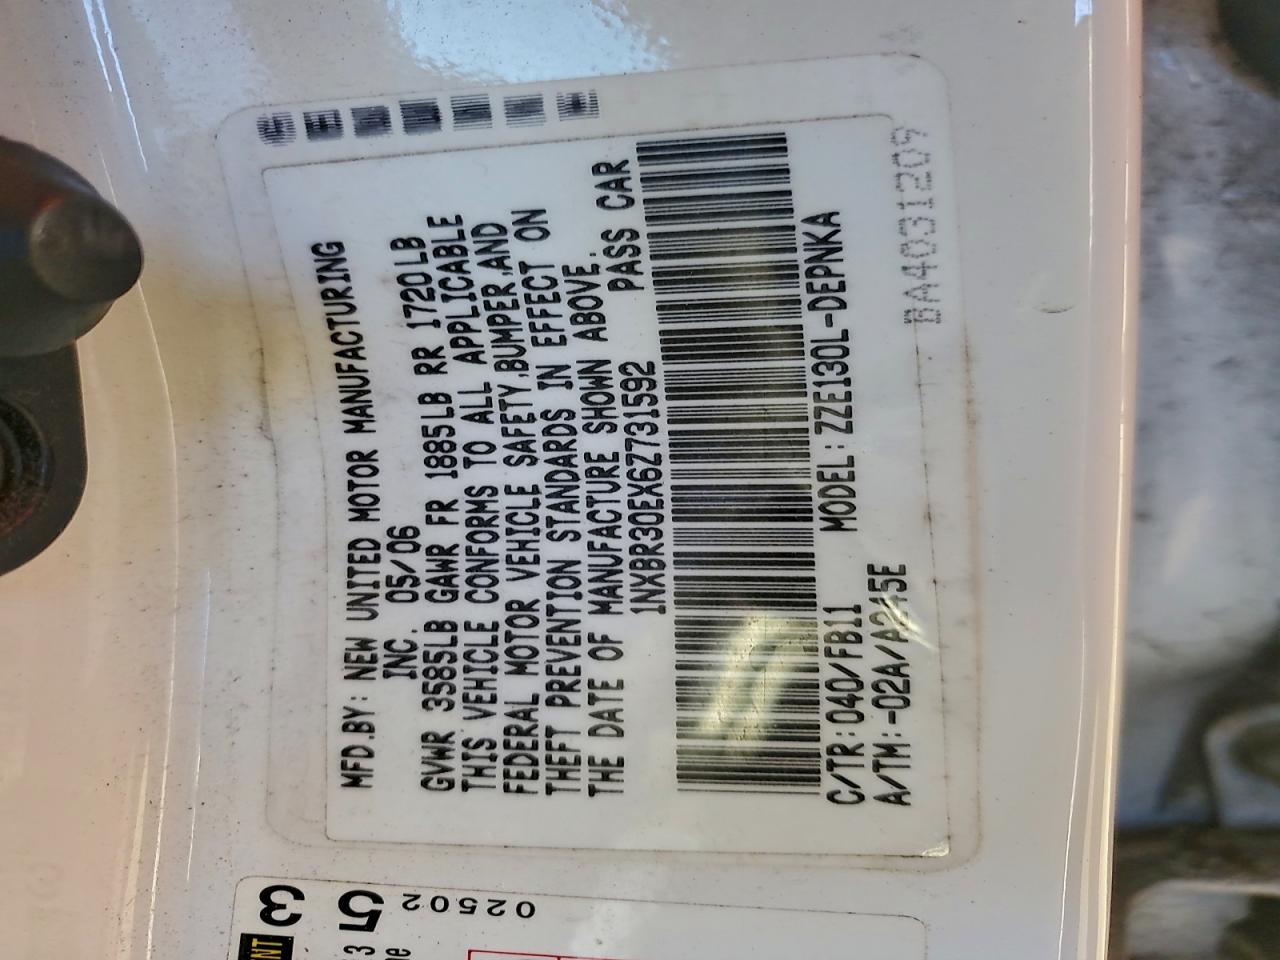 MFD.BY: NEW UNITED MOTOR MANUFACTURING
INC. 05/06
GVWR 3585LB GAWR FR 1885LB RR 1720LB
THIS VEHICLE CONFORMS TO ALL APPLICABLE
FEDERAL MOTOR VEHICLE SAFETY,BUMPER,AND
THEFT PREVENTION STANDARDS IN EFFECT ON
THE DATE OF MANUFACTURE SHOWN ABOVE.
1NXBR30EX6Z731592 PASS CAR
C/TR:040/FB11 MODEL: ZZE130L-DEPNKA
A/TM:-02A/A245E
BA4031209
3
5
02502
3
NT